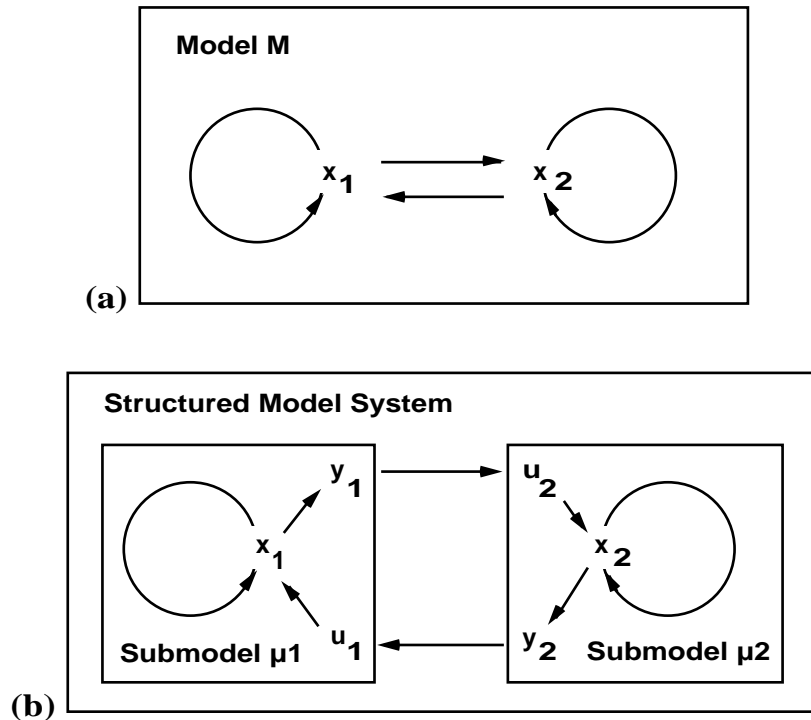 Model M
x1 x2
(a)
Structured Model System
y1 u2
x1 x2
Submodel µ1 u1 y2 Submodel µ2
(b)